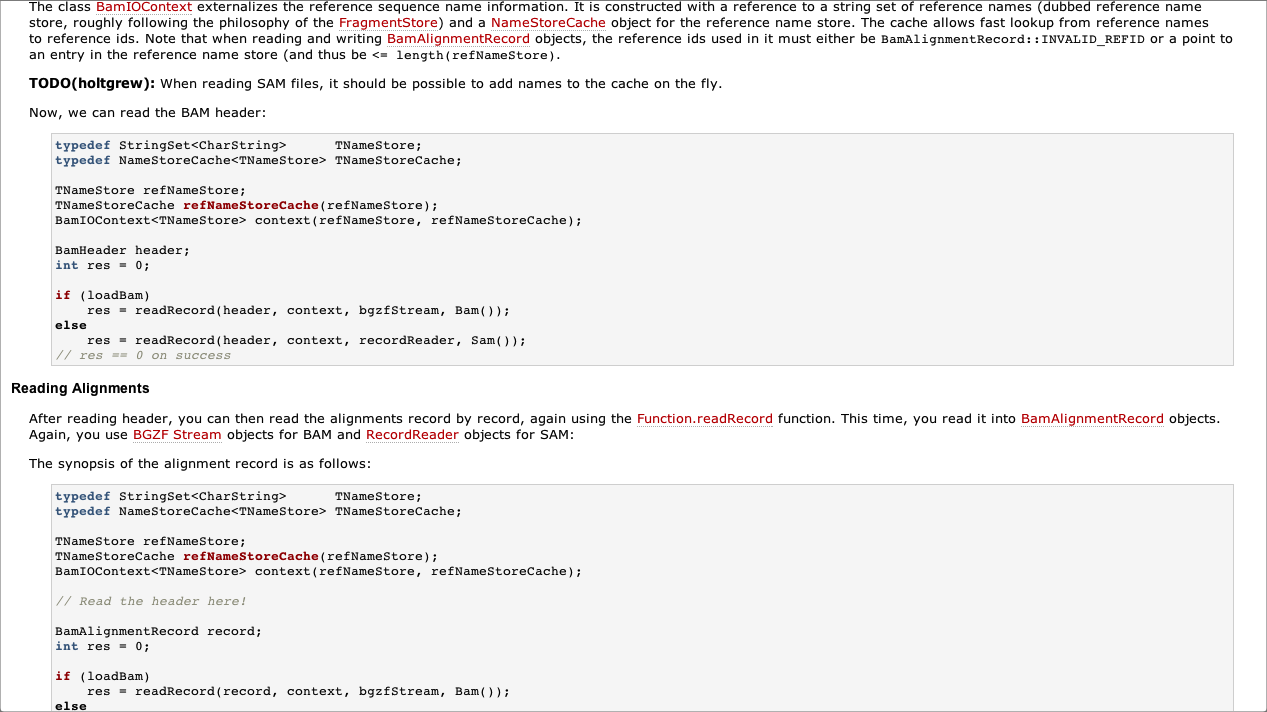 The class BamIOContext externalizes the reference sequence name information. It is constructed with a reference to a string set of reference names (dubbed reference name
store, roughly following the philosophy of the FragmentStore) and a NameStoreCache object for the reference name store. The cache allows fast lookup from reference names
to reference ids. Note that when reading and writing BamAlignmentRecord objects, the reference ids used in it must either be BamAlignmentRecord::INVALID_REFID or a point to
an entry in the reference name store (and thus be <= length(refNameStore).
TODO(holtgrew): When reading SAM files, it should be possible to add names to the cache on the fly.
Now, we can read the BAM header:
typedef StringSet<CharString>      TNameStore;
typedef NameStoreCache<TNameStore> TNameStoreCache;
TNameStore refNameStore;
TNameStoreCache refNameStoreCache(refNameStore);
BamIOContext<TNameStore> context(refNameStore, refNameStoreCache);
BamHeader header;
int res = 0;
if (loadBam)
    res = readRecord(header, context, bgzfStream, Bam());
else
    res = readRecord(header, context, recordReader, Sam());
// res == 0 on success
Reading Alignments
After reading header, you can then read the alignments record by record, again using the Function.readRecord function. This time, you read it into BamAlignmentRecord objects.
Again, you use BGZF Stream objects for BAM and RecordReader objects for SAM:
The synopsis of the alignment record is as follows:
typedef StringSet<CharString>      TNameStore;
typedef NameStoreCache<TNameStore> TNameStoreCache;
TNameStore refNameStore;
TNameStoreCache refNameStoreCache(refNameStore);
BamIOContext<TNameStore> context(refNameStore, refNameStoreCache);
// Read the header here!
BamAlignmentRecord record;
int res = 0;
if (loadBam)
    res = readRecord(record, context, bgzfStream, Bam());
else